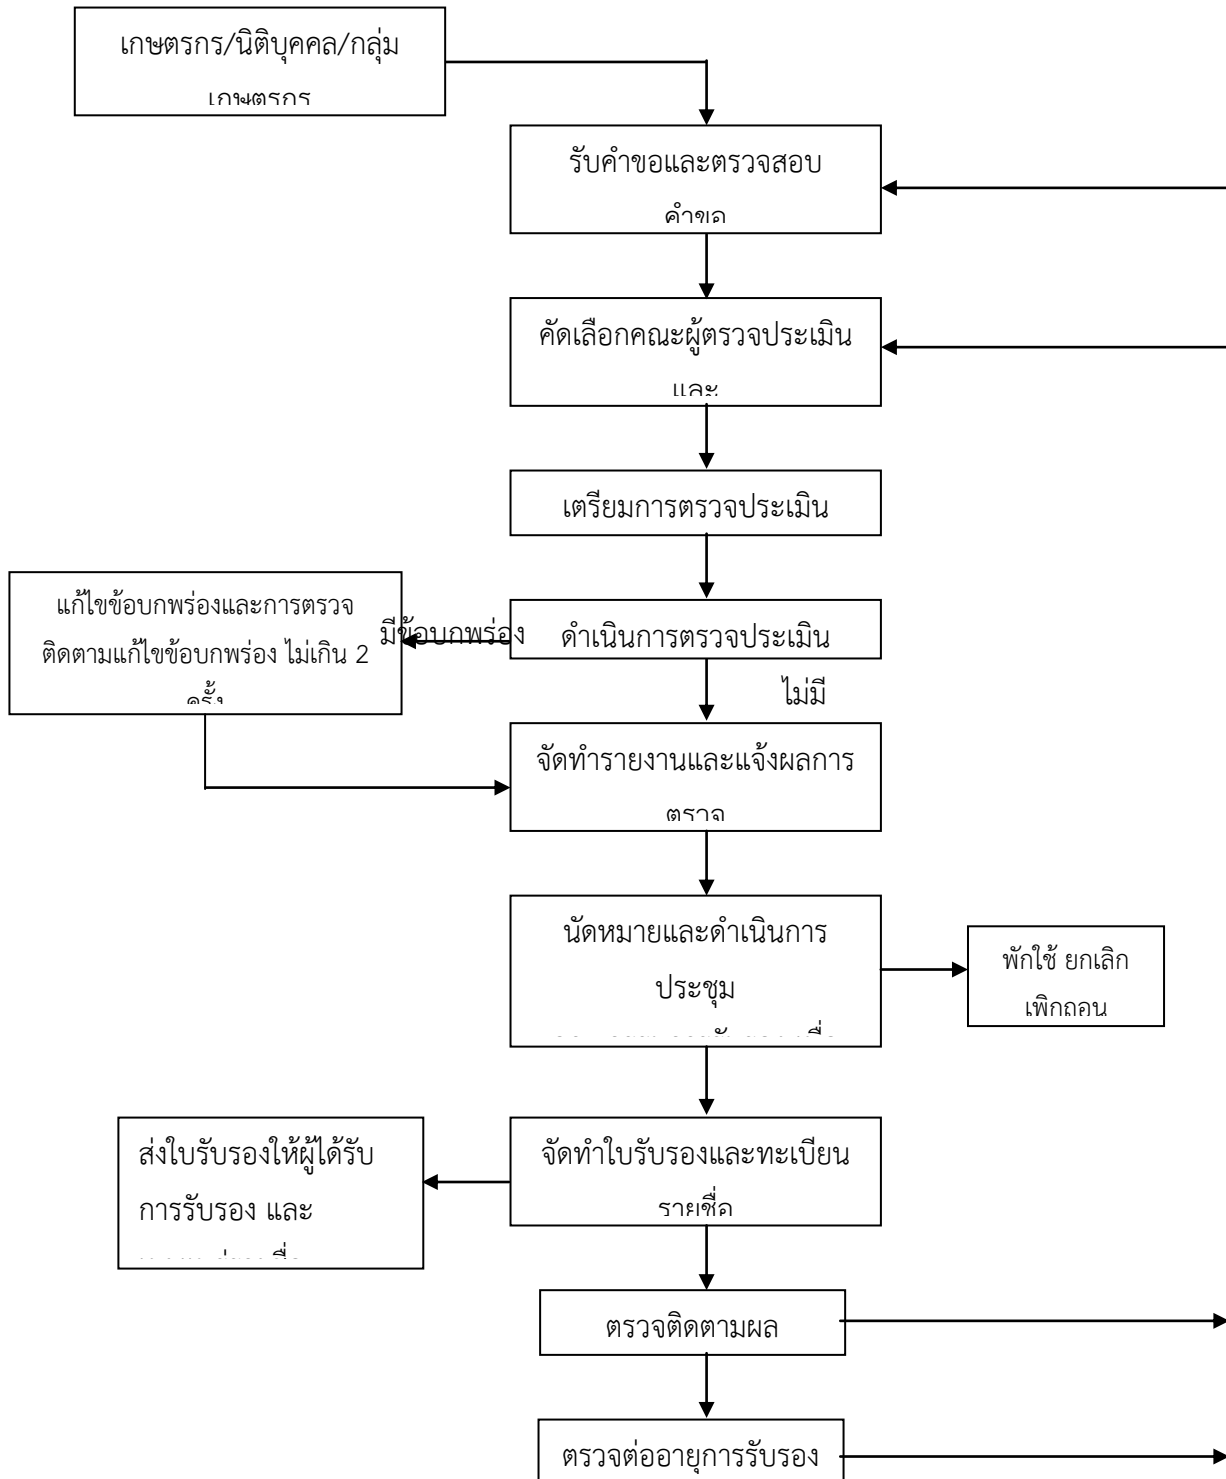 เกษตรกร/นิติบุคคล/กลุ่ม
เกษตรกร
รับคำขอและตรวจสอบ
คำขอ
คัดเลือกคณะผู้ตรวจประเมิน
และ
เตรียมการตรวจประเมิน
แก้ไขข้อบกพร่องและการตรวจ
ติดตามแก้ไขข้อบกพร่อง ไม่เกิน 2
ครั้ง
มีข้อบกพร่อง
ดำเนินการตรวจประเมิน
ไม่มี
จัดทำรายงานและแจ้งผลการ
ตรวจ
นัดหมายและดำเนินการ
ประชุม
พักใช้ ยกเลิก
เพิกถอน
ส่งใบรับรองให้ผู้ได้รับ
การรับรอง และ
จัดทำใบรับรองและทะเบียน
รายชื่อ
ตรวจติดตามผล
ตรวจต่ออายุการรับรอง